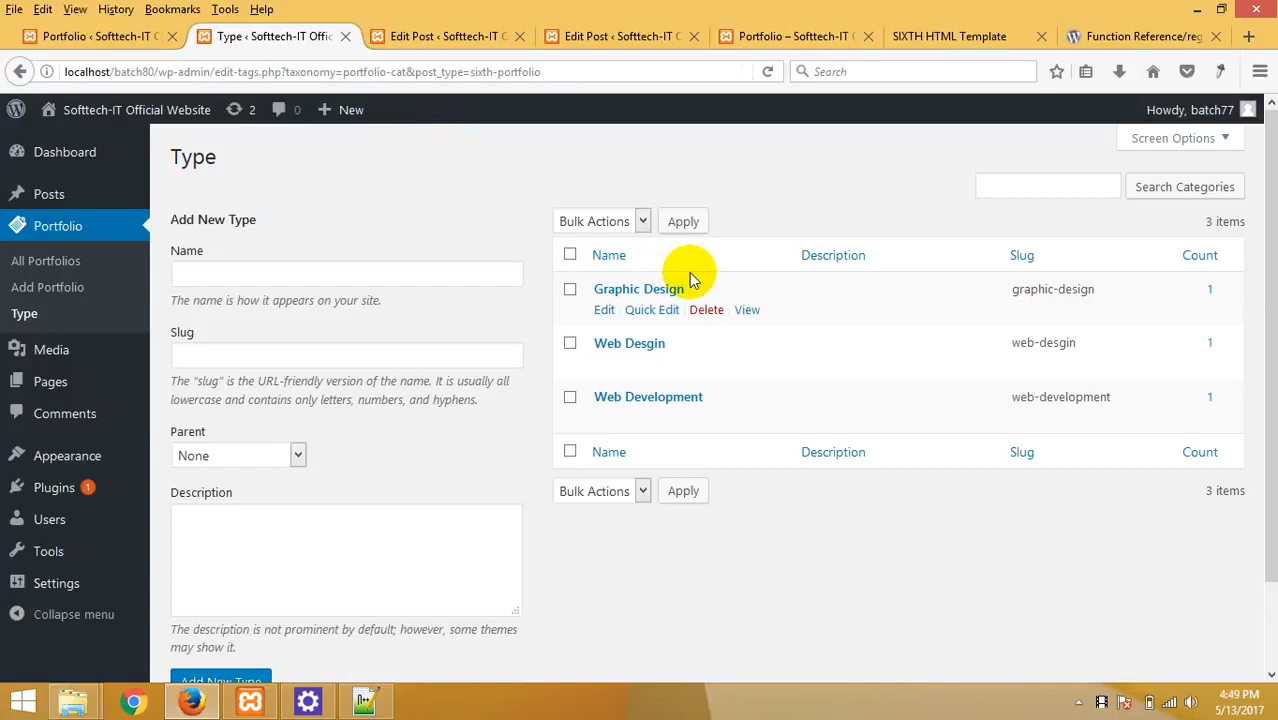 File Edit View History Bookmarks Tools Help
Portfolio ‹ Softtech-IT C
Type ‹ Softtech-IT Offic
Edit Post ‹ Softtech-IT C
Edit Post ‹ Softtech-IT C
Portfolio – Softtech-IT C
SIXTH HTML Template
Function Reference/reg
localhost/batch80/wp-admin/edit-tags.php?taxonomy=portfolio-cat&post_type=sixth-portfolio
Search
Softtech-IT Official Website 2 0 New
Howdy, batch77
Dashboard
Posts
Portfolio
All Portfolios
Add Portfolio
Type
Media
Pages
Comments
Appearance
Plugins 1
Users
Tools
Settings
Collapse menu
Screen Options
Type
Search Categories
Add New Type
Name
The name is how it appears on your site.
Slug
The “slug” is the URL-friendly version of the name. It is usually all
lowercase and contains only letters, numbers, and hyphens.
Parent
None
Description
The description is not prominent by default; however, some themes
may show it.
Add New Type
Bulk Actions Apply 3 items
Name Description Slug Count
Graphic Design graphic-design 1
Edit | Quick Edit | Delete | View
Web Desgin web-desgin 1
Web Development web-development 1
Name Description Slug Count
Bulk Actions Apply 3 items
4:49 PM
5/13/2017